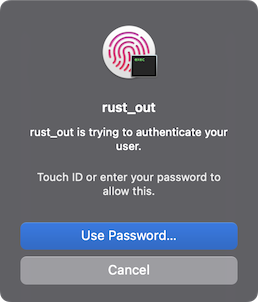 exec
rust_out
rust_out is trying to authenticate your
user.
Touch ID or enter your password to
allow this.
Use Password...
Cancel